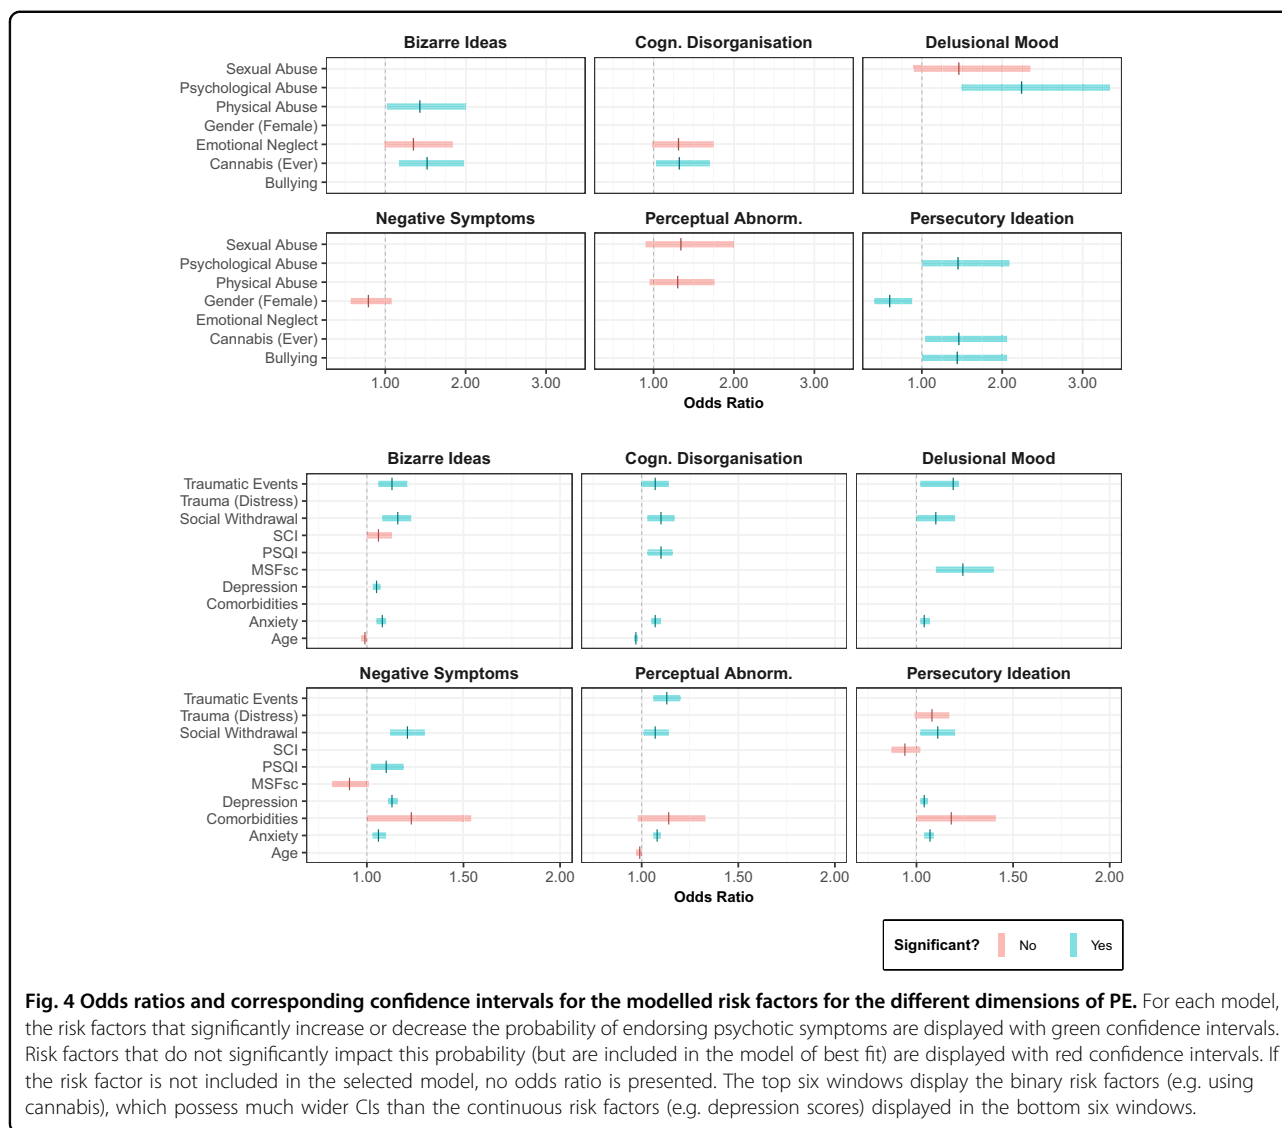 Bizarre Ideas Cogn. Disorganisation Delusional Mood
Sexual Abuse
Psychological Abuse
Physical Abuse
Gender (Female)
Emotional Neglect
Cannabis (Ever)
Bullying
Negative Symptoms Perceptual Abnorm. Persecutory Ideation
Sexual Abuse
Psychological Abuse
Physical Abuse
Gender (Female)
Emotional Neglect
Cannabis (Ever)
Bullying
1.00 2.00 3.00 1.00 2.00 3.00 1.00 2.00 3.00
Odds Ratio
Bizarre Ideas Cogn. Disorganisation Delusional Mood
Traumatic Events
Trauma (Distress)
Social Withdrawal
SCI
PSQI
MSFsc
Depression
Comorbidities
Anxiety
Age
Negative Symptoms Perceptual Abnorm. Persecutory Ideation
Traumatic Events
Trauma (Distress)
Social Withdrawal
SCI
PSQI
MSFsc
Depression
Comorbidities
Anxiety
Age
1.00 1.50 2.00 1.00 1.50 2.00 1.00 1.50 2.00
Odds Ratio
Significant? No Yes
Fig. 4 Odds ratios and corresponding confidence intervals for the modelled risk factors for the different dimensions of PE. For each model,
the risk factors that significantly increase or decrease the probability of endorsing psychotic symptoms are displayed with green confidence intervals.
Risk factors that do not significantly impact this probability (but are included in the model of best fit) are displayed with red confidence intervals. If
the risk factor is not included in the selected model, no odds ratio is presented. The top six windows display the binary risk factors (e.g. using
cannabis), which possess much wider CIs than the continuous risk factors (e.g. depression scores) displayed in the bottom six windows.